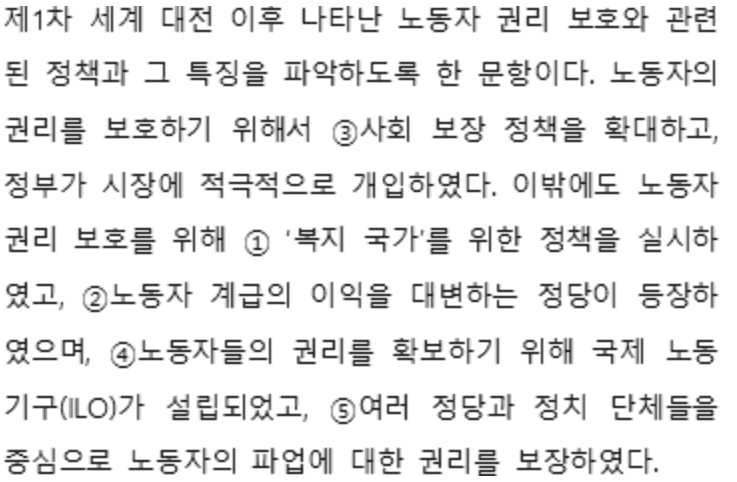 제1차 세계 대전 이후 나타난 노동자 권리 보호와 관련
된 정책과 그 특징을 파악하도록 한 문항이다. 노동자의
권리를 보호하기 위해서 ③사회 보장 정책을 확대하고,
정부가 시장에 적극적으로 개입하였다. 이밖에도 노동자
권리 보호를 위해 ① ‘복지 국가’를 위한 정책을 실시하
였고, ②노동자 계급의 이익을 대변하는 정당이 등장하
였으며, ④노동자들의 권리를 확보하기 위해 국제 노동
기구(ILO)가 설립되었고, ⑤여러 정당과 정치 단체들을
중심으로 노동자의 파업에 대한 권리를 보장하였다.